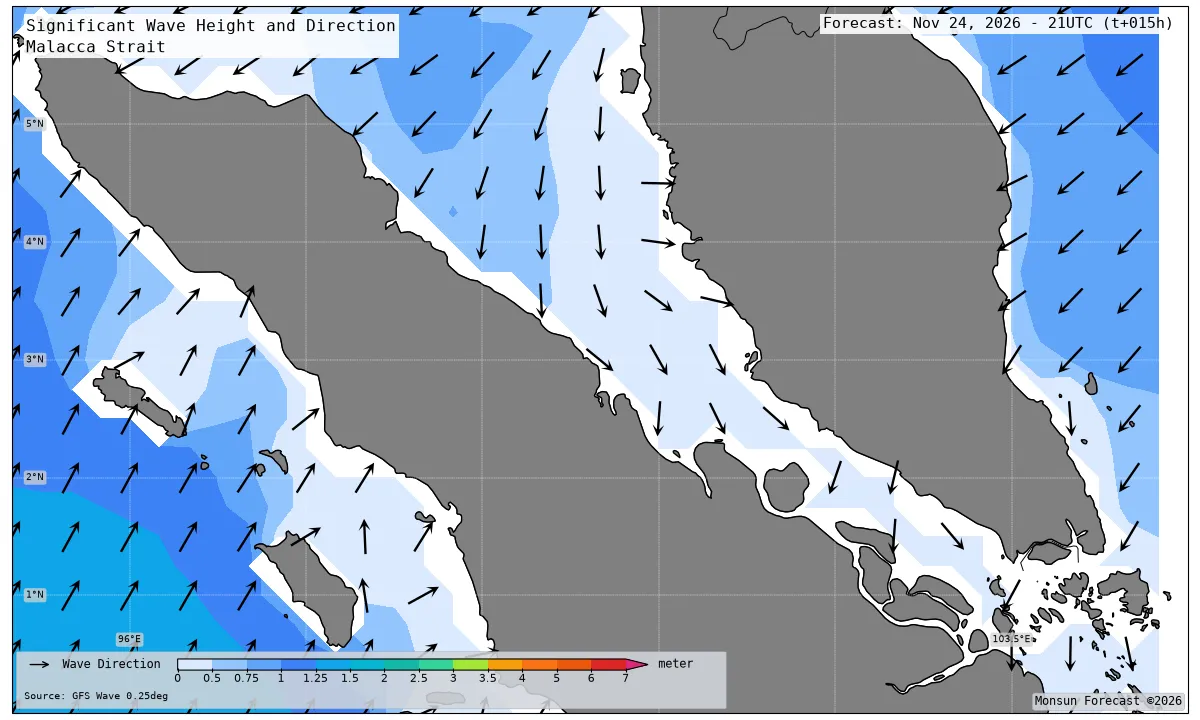 Significant Wave Height and Direction
Malacca Strait
Forecast: Nov 24, 2026 - 21UTC (t+015h)
5°N
4°N
3°N
2°N
1°N
96°E
103.5°E
Wave Direction
0 0.5 0.75 1 1.25 1.5 2 2.5 3 3.5 4 5 6 7
meter
Source: GFS Wave 0.25deg
Monsun Forecast ©2026